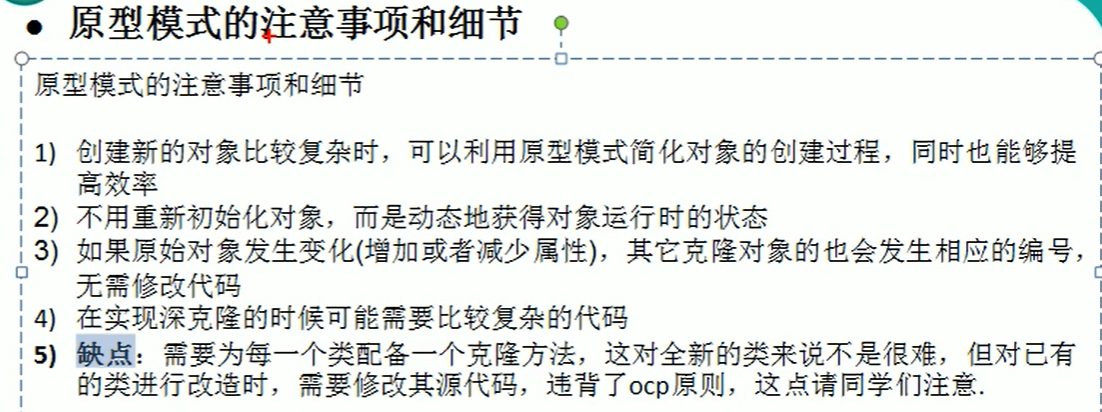 ● 原型模式的注意事项和细节
原型模式的注意事项和细节
1) 创建新的对象比较复杂时，可以利用原型模式简化对象的创建过程，同时也能够提
高效率
2) 不用重新初始化对象，而是动态地获得对象运行时的状态
3) 如果原始对象发生变化(增加或者减少属性)，其它克隆对象的也会发生相应的编号，
无需修改代码
4) 在实现深克隆的时候可能需要比较复杂的代码
5) 缺点：需要为每一个类配备一个克隆方法，这对全新的类来说不是很难，但对已有
的类进行改造时，需要修改其源代码，违背了ocp原则，这点请同学们注意.